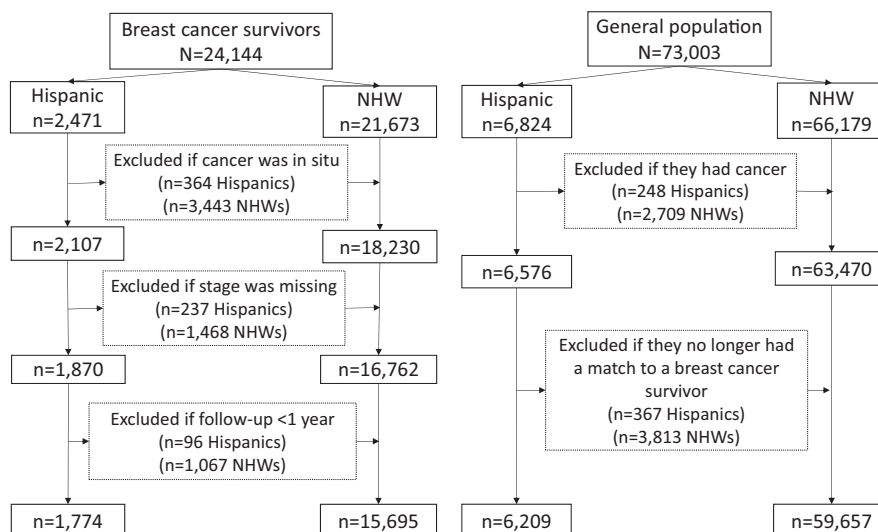 Breast cancer survivors
N=24,144
Hispanic
n=2,471
NHW
n=21,673
Excluded if cancer was in situ
(n=364 Hispanics)
(n=3,443 NHWs)
n=2,107
n=18,230
Excluded if stage was missing
(n=237 Hispanics)
(n=1,468 NHWs)
n=1,870
n=16,762
Excluded if follow-up <1 year
(n=96 Hispanics)
(n=1,067 NHWs)
n=1,774
n=15,695
General population
N=73,003
Hispanic
n=6,824
NHW
n=66,179
Excluded if they had cancer
(n=248 Hispanics)
(n=2,709 NHWs)
n=6,576
n=63,470
Excluded if they no longer had
a match to a breast cancer
survivor
(n=367 Hispanics)
(n=3,813 NHWs)
n=6,209
n=59,657